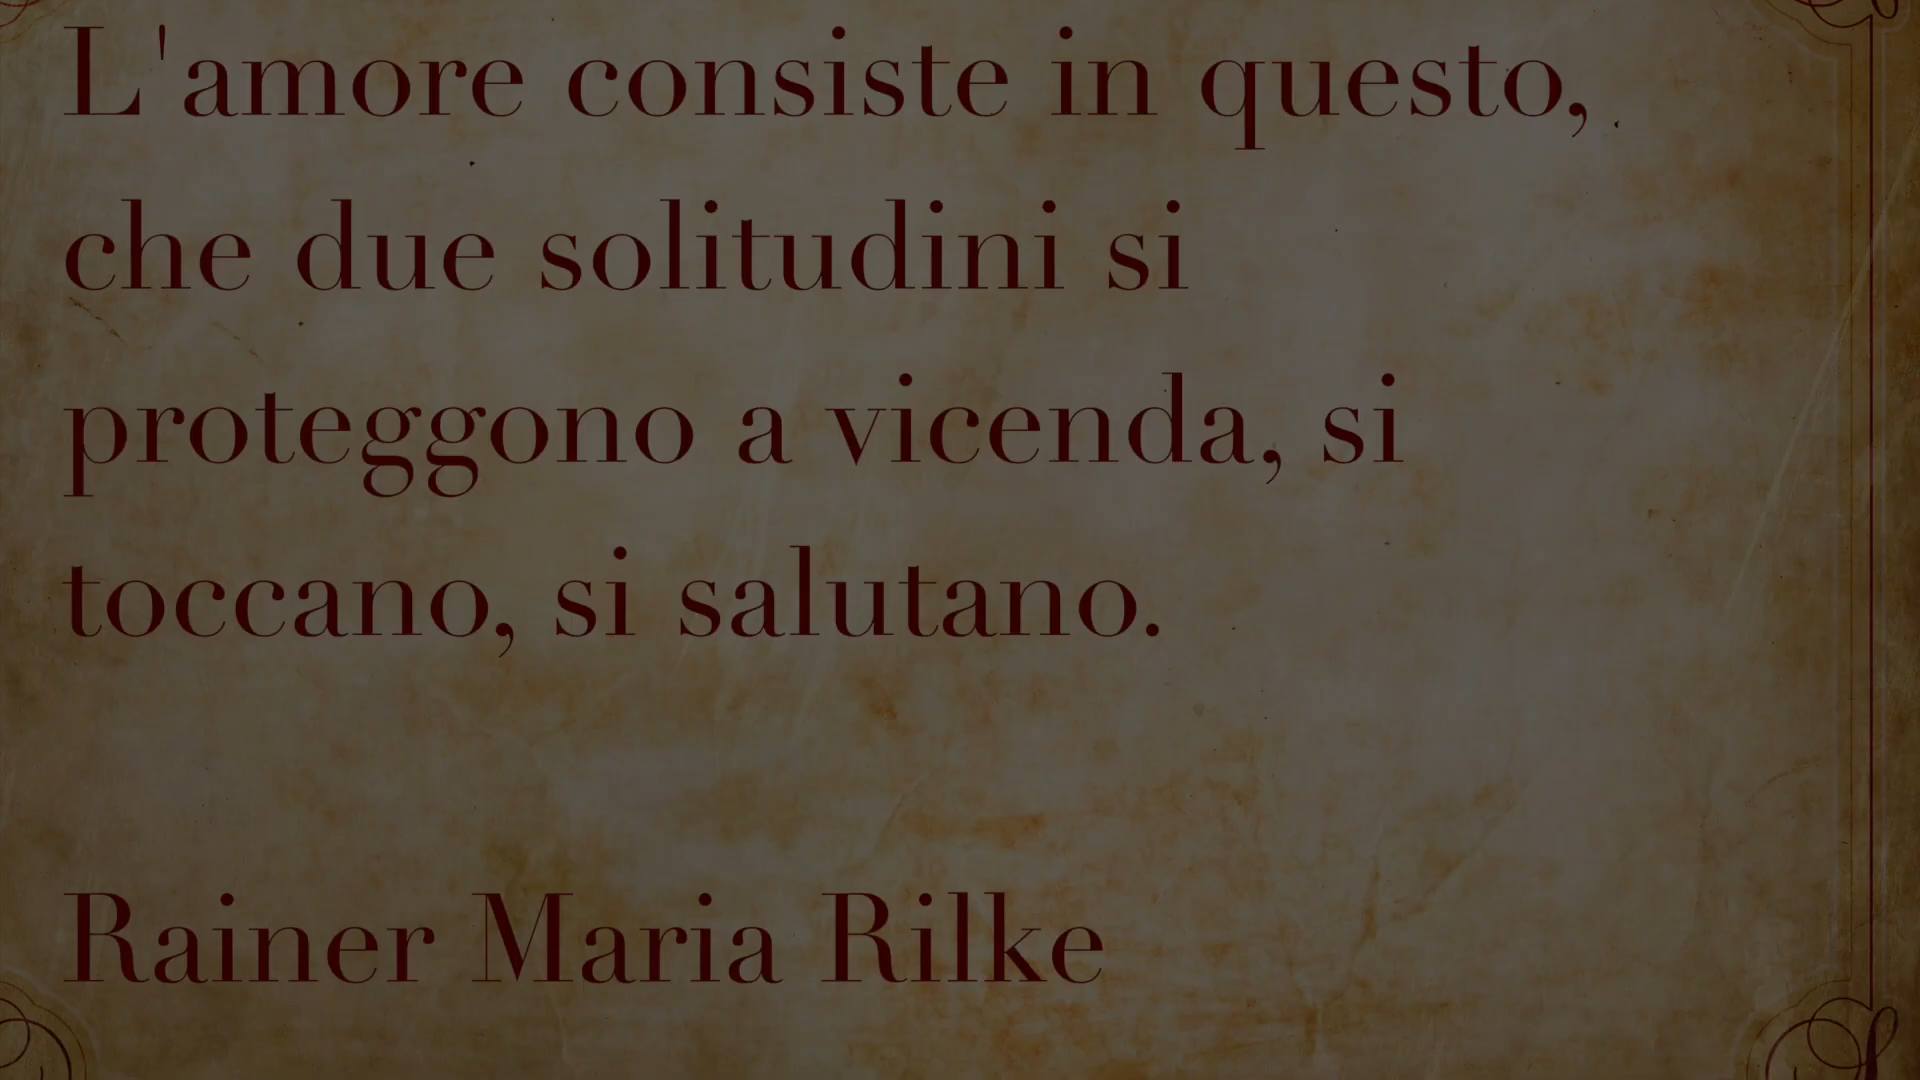 L'amore consiste in questo,
che due solitudini si
proteggono a vicenda, si
toccano, si salutano.
Rainer Maria Rilke